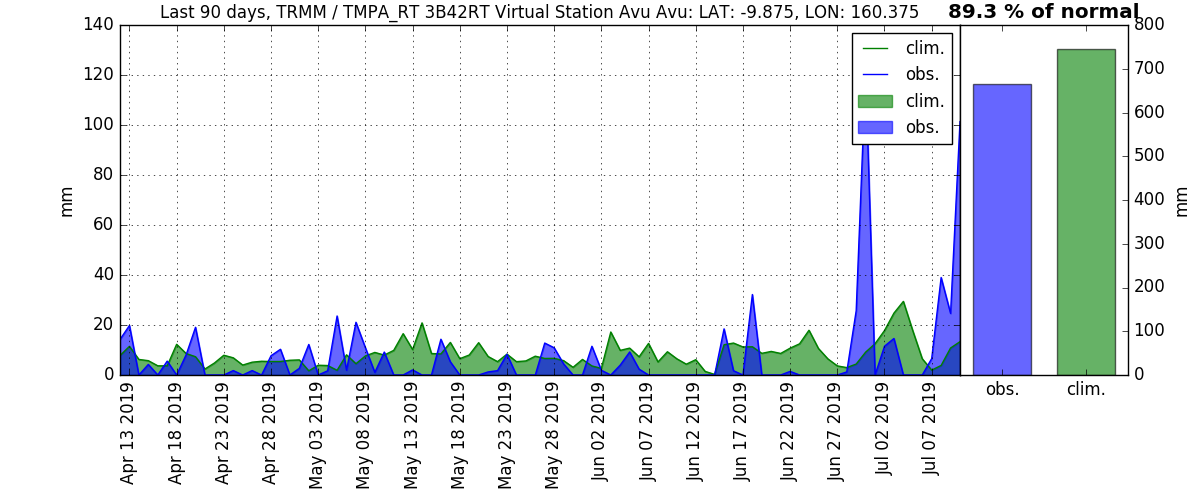 Last 90 days, TRMM / TMPA_RT 3B42RT Virtual Station Avu Avu: LAT: -9.875, LON: 160.375
89.3 % of normal
140
120
100
80
60
40
20
0
mm
clim.
obs.
clim.
obs.
800
700
600
500
400
300
200
100
0
mm
obs.
clim.
Apr 13 2019
Apr 18 2019
Apr 23 2019
Apr 28 2019
May 03 2019
May 08 2019
May 13 2019
May 18 2019
May 23 2019
May 28 2019
Jun 02 2019
Jun 07 2019
Jun 12 2019
Jun 17 2019
Jun 22 2019
Jun 27 2019
Jul 02 2019
Jul 07 2019